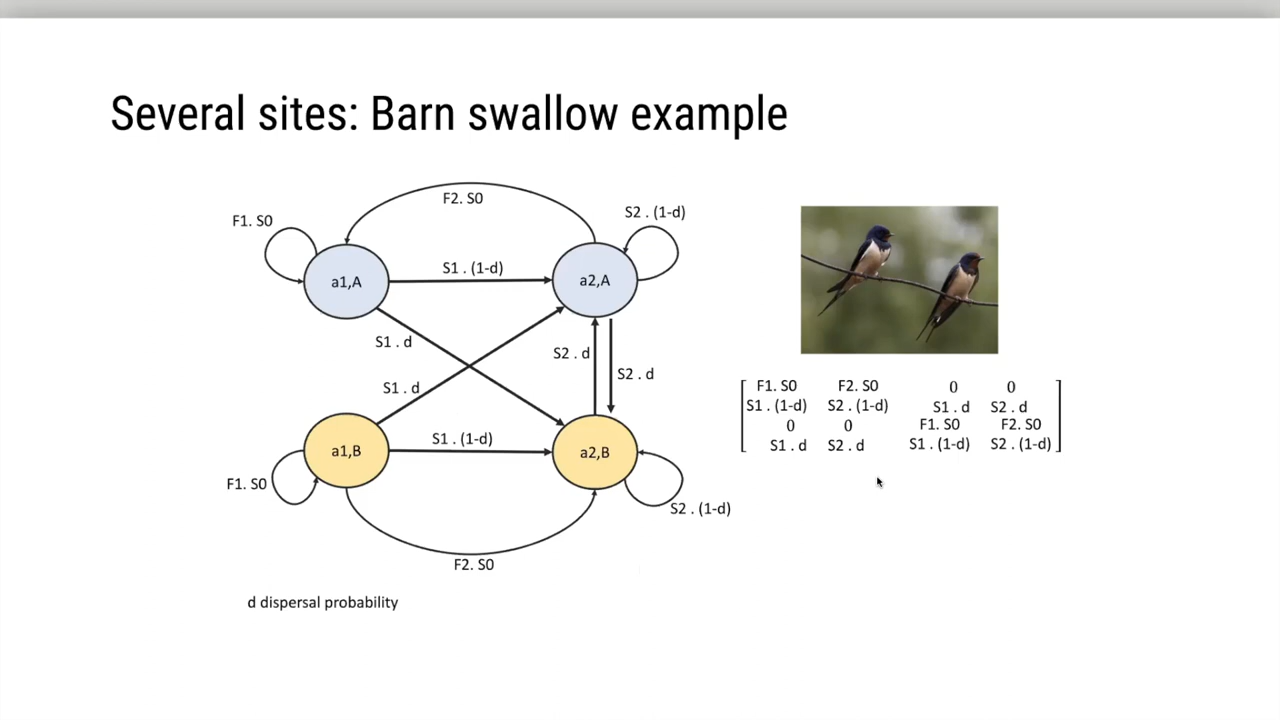 Several sites: Barn swallow example
F2. S0
F1. S0
S2 . (1-d)
a1,A
S1 . (1-d)
a2,A
S1 . d
S2 . d
S2 . d
S1 . d
a1,B
S1 . (1-d)
a2,B
F1. S0
S2 . (1-d)
F2. S0
d dispersal probability
F1. S0 F2. S0 0 0
S1 . (1-d) S2 . (1-d) S1 . d S2 . d
0 0 F1. S0 F2. S0
S1 . d S2 . d S1 . (1-d) S2 . (1-d)